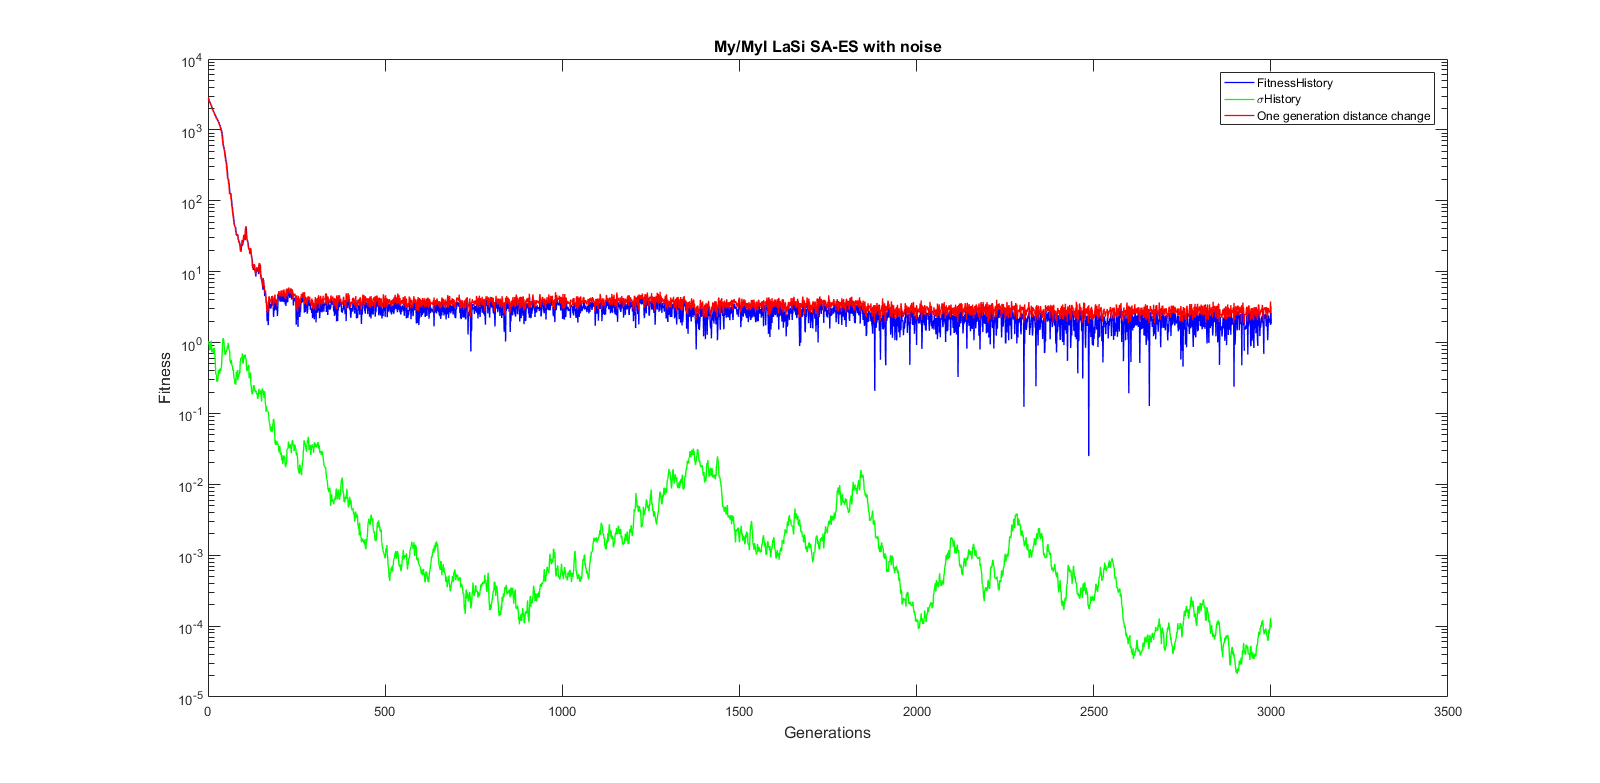 My/MyI LaSi SA-ES with noise
FitnessHistory
σHistory
One generation distance change
Fitness
10^4
10^3
10^2
10^1
10^0
10^-1
10^-2
10^-3
10^-4
10^-5
0 500 1000 1500 2000 2500 3000 3500
Generations